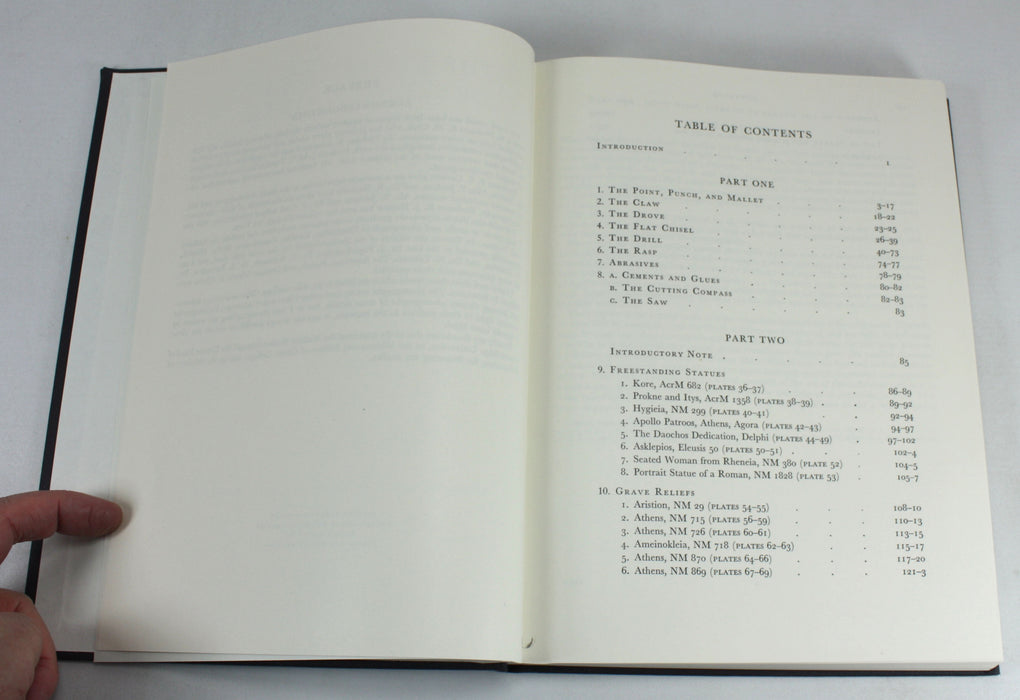 TABLE OF CONTENTS
INTRODUCTION . . . . . . 1
PART ONE
1. THE POINT, PUNCH, AND MALLET . . . 3–17
2. THE CLAW . . . . . 18–22
3. THE DROVE . . . . . 23–25
4. THE FLAT CHISEL . . . . 26–39
5. THE DRILL . . . . . 40–73
6. THE RASP . . . . . 74–77
7. ABRASIVES . . . . . 78–79
8. A. CEMENTS AND GLUES . . . . 80–82
B. THE CUTTING COMPASS . . . . 82–83
C. THE SAW . . . . . . 83
PART TWO
INTRODUCTORY NOTE . . . . . 85
9. FREESTANDING STATUES
1. Kore, AcrM 682 (PLATES 36–37) . . . 86–89
2. Prokne and Itys, AcrM 1358 (PLATES 38–39) . . 89–92
3. Hygieia, NM 299 (PLATES 40–41) . . 92–94
4. Apollo Patroos, Athens, Agora (PLATES 42–43) . 94–97
5. The Daochos Dedication, Delphi (PLATES 44–49) . 97–102
6. Asklepios, Eleusis 50 (PLATES 50–51) . . . 102–4
7. Seated Woman from Rheneia, NM 380 (PLATE 52) . 104–5
8. Portrait Statue of a Roman, NM 1828 (PLATE 53) . 105–7
10. GRAVE RELIEFS
1. Aristion, NM 29 (PLATES 54–55) . . . 108–10
2. Athens, NM 715 (PLATES 56–59) . . . 110–13
3. Athens, NM 726 (PLATES 60–61) . . . 113–15
4. Ameinokleia, NM 718 (PLATES 62–63) . . 115–17
5. Athens, NM 870 (PLATES 64–66) . . . 117–20
6. Athens, NM 869 (PLATES 67–69) . . . 121–3